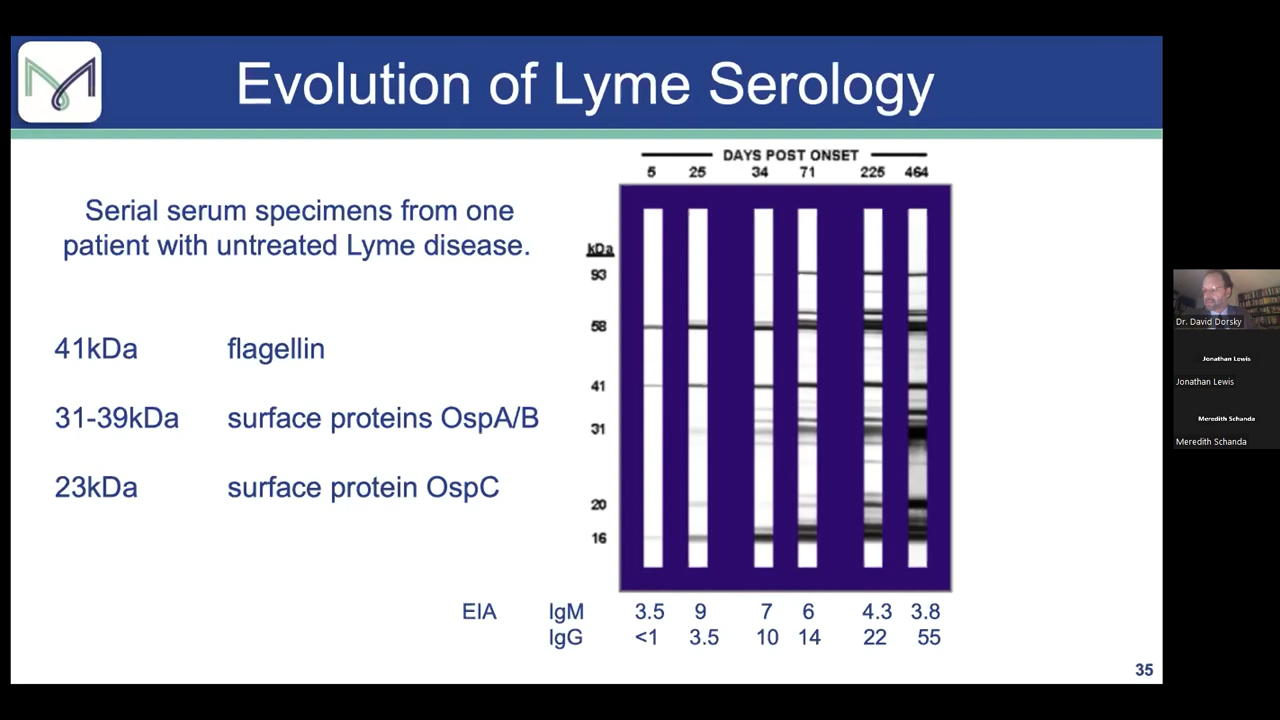 Evolution of Lyme Serology
Serial serum specimens from one
patient with untreated Lyme disease.
41kDa flagellin
31-39kDa surface proteins OspA/B
23kDa surface protein OspC
DAYS POST ONSET
5 25 34 71 225 464
kDa
93
58
41
31
20
16
EIA IgM 3.5 9 7 6 4.3 3.8
IgG <1 3.5 10 14 22 55
35
Dr. David Dorsky
Jonathan Lewis
Jonathan Lewis
Meredith Schanda
Meredith Schanda